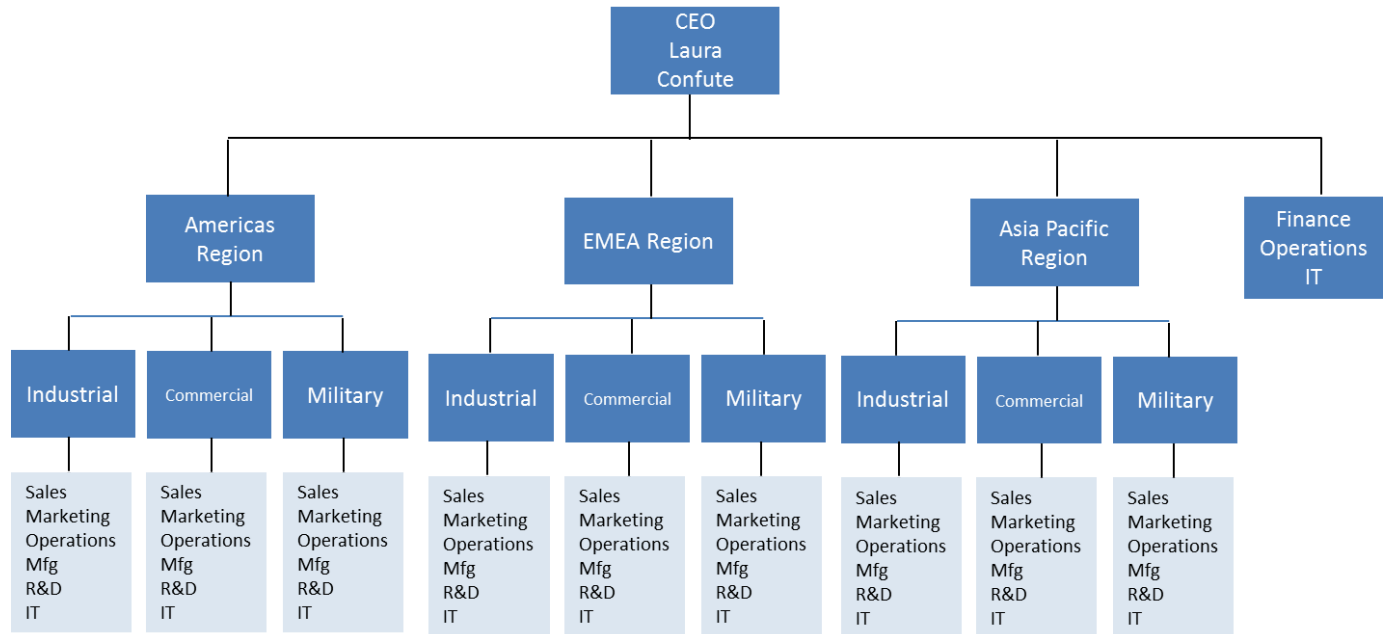 CEO
Laura
Confute
Americas
Region
EMEA Region
Asia Pacific
Region
Finance
Operations
IT
Industrial
Commercial
Military
Industrial
Commercial
Military
Industrial
Commercial
Military
Sales
Marketing
Operations
Mfg
R&D
IT
Sales
Marketing
Operations
Mfg
R&D
IT
Sales
Marketing
Operations
Mfg
R&D
IT
Sales
Marketing
Operations
Mfg
R&D
IT
Sales
Marketing
Operations
Mfg
R&D
IT
Sales
Marketing
Operations
Mfg
R&D
IT
Sales
Marketing
Operations
Mfg
R&D
IT
Sales
Marketing
Operations
Mfg
R&D
IT
Sales
Marketing
Operations
Mfg
R&D
IT